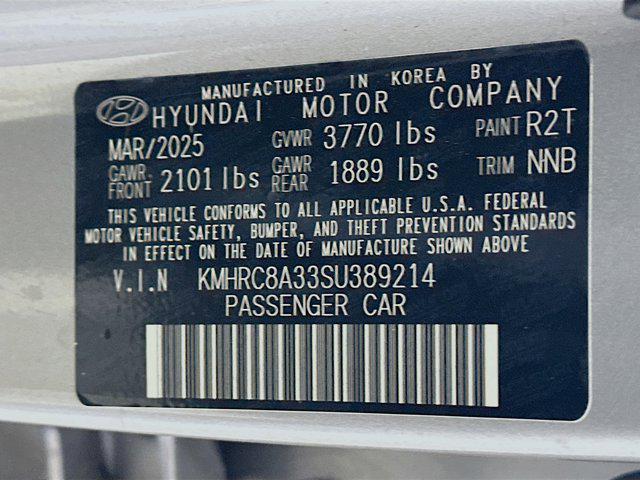 MANUFACTURED IN KOREA BY
HYUNDAI MOTOR COMPANY
MAR/2025 GVWR 3770 lbs PAINT R2T
GAWR FRONT 2101 lbs GAWR REAR 1889 lbs TRIM NNB
THIS VEHICLE CONFORMS TO ALL APPLICABLE U.S.A. FEDERAL
MOTOR VEHICLE SAFETY, BUMPER, AND THEFT PREVENTION STANDARDS
IN EFFECT ON THE DATE OF MANUFACTURE SHOWN ABOVE
V.I.N KMHRC8A33SU389214
PASSENGER CAR